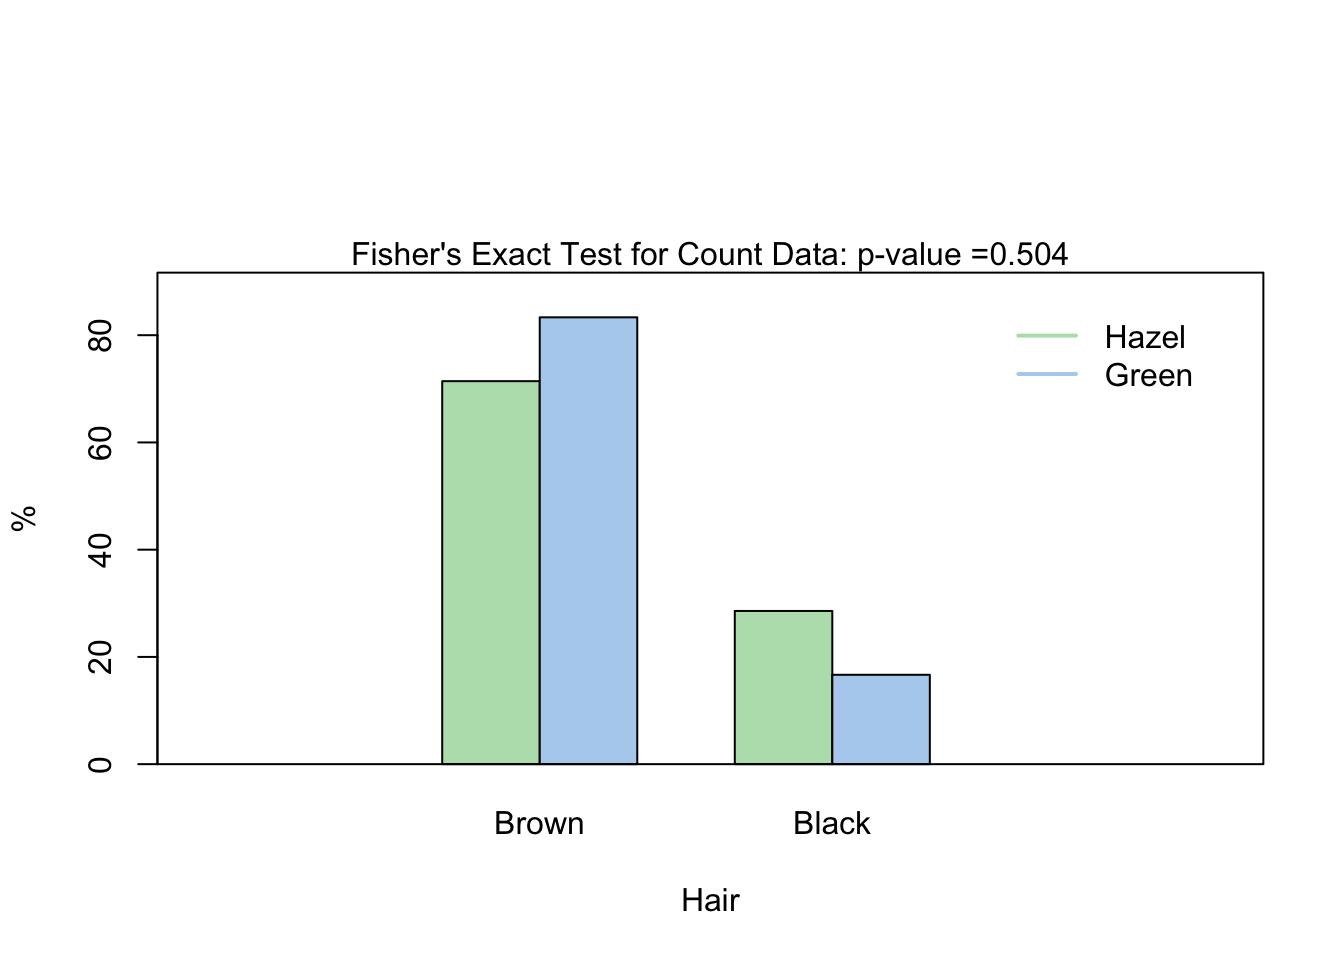 Fisher's Exact Test for Count Data: p-value =0.504
80
60
40
20
0
%
Hazel
Green
Brown
Black
Hair